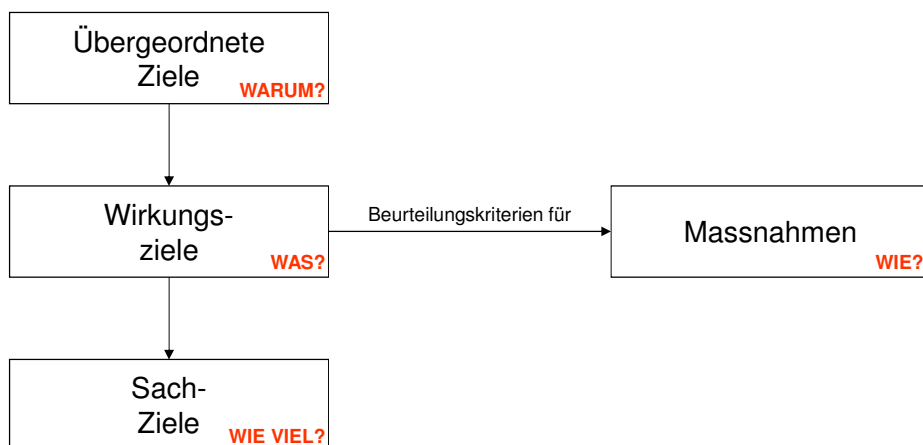 Übergeordnete
Ziele
WARUM?
Wirkungs-
ziele
WAS?
Beurteilungskriterien für
Massnahmen
WIE?
Sach-
Ziele
WIE VIEL?